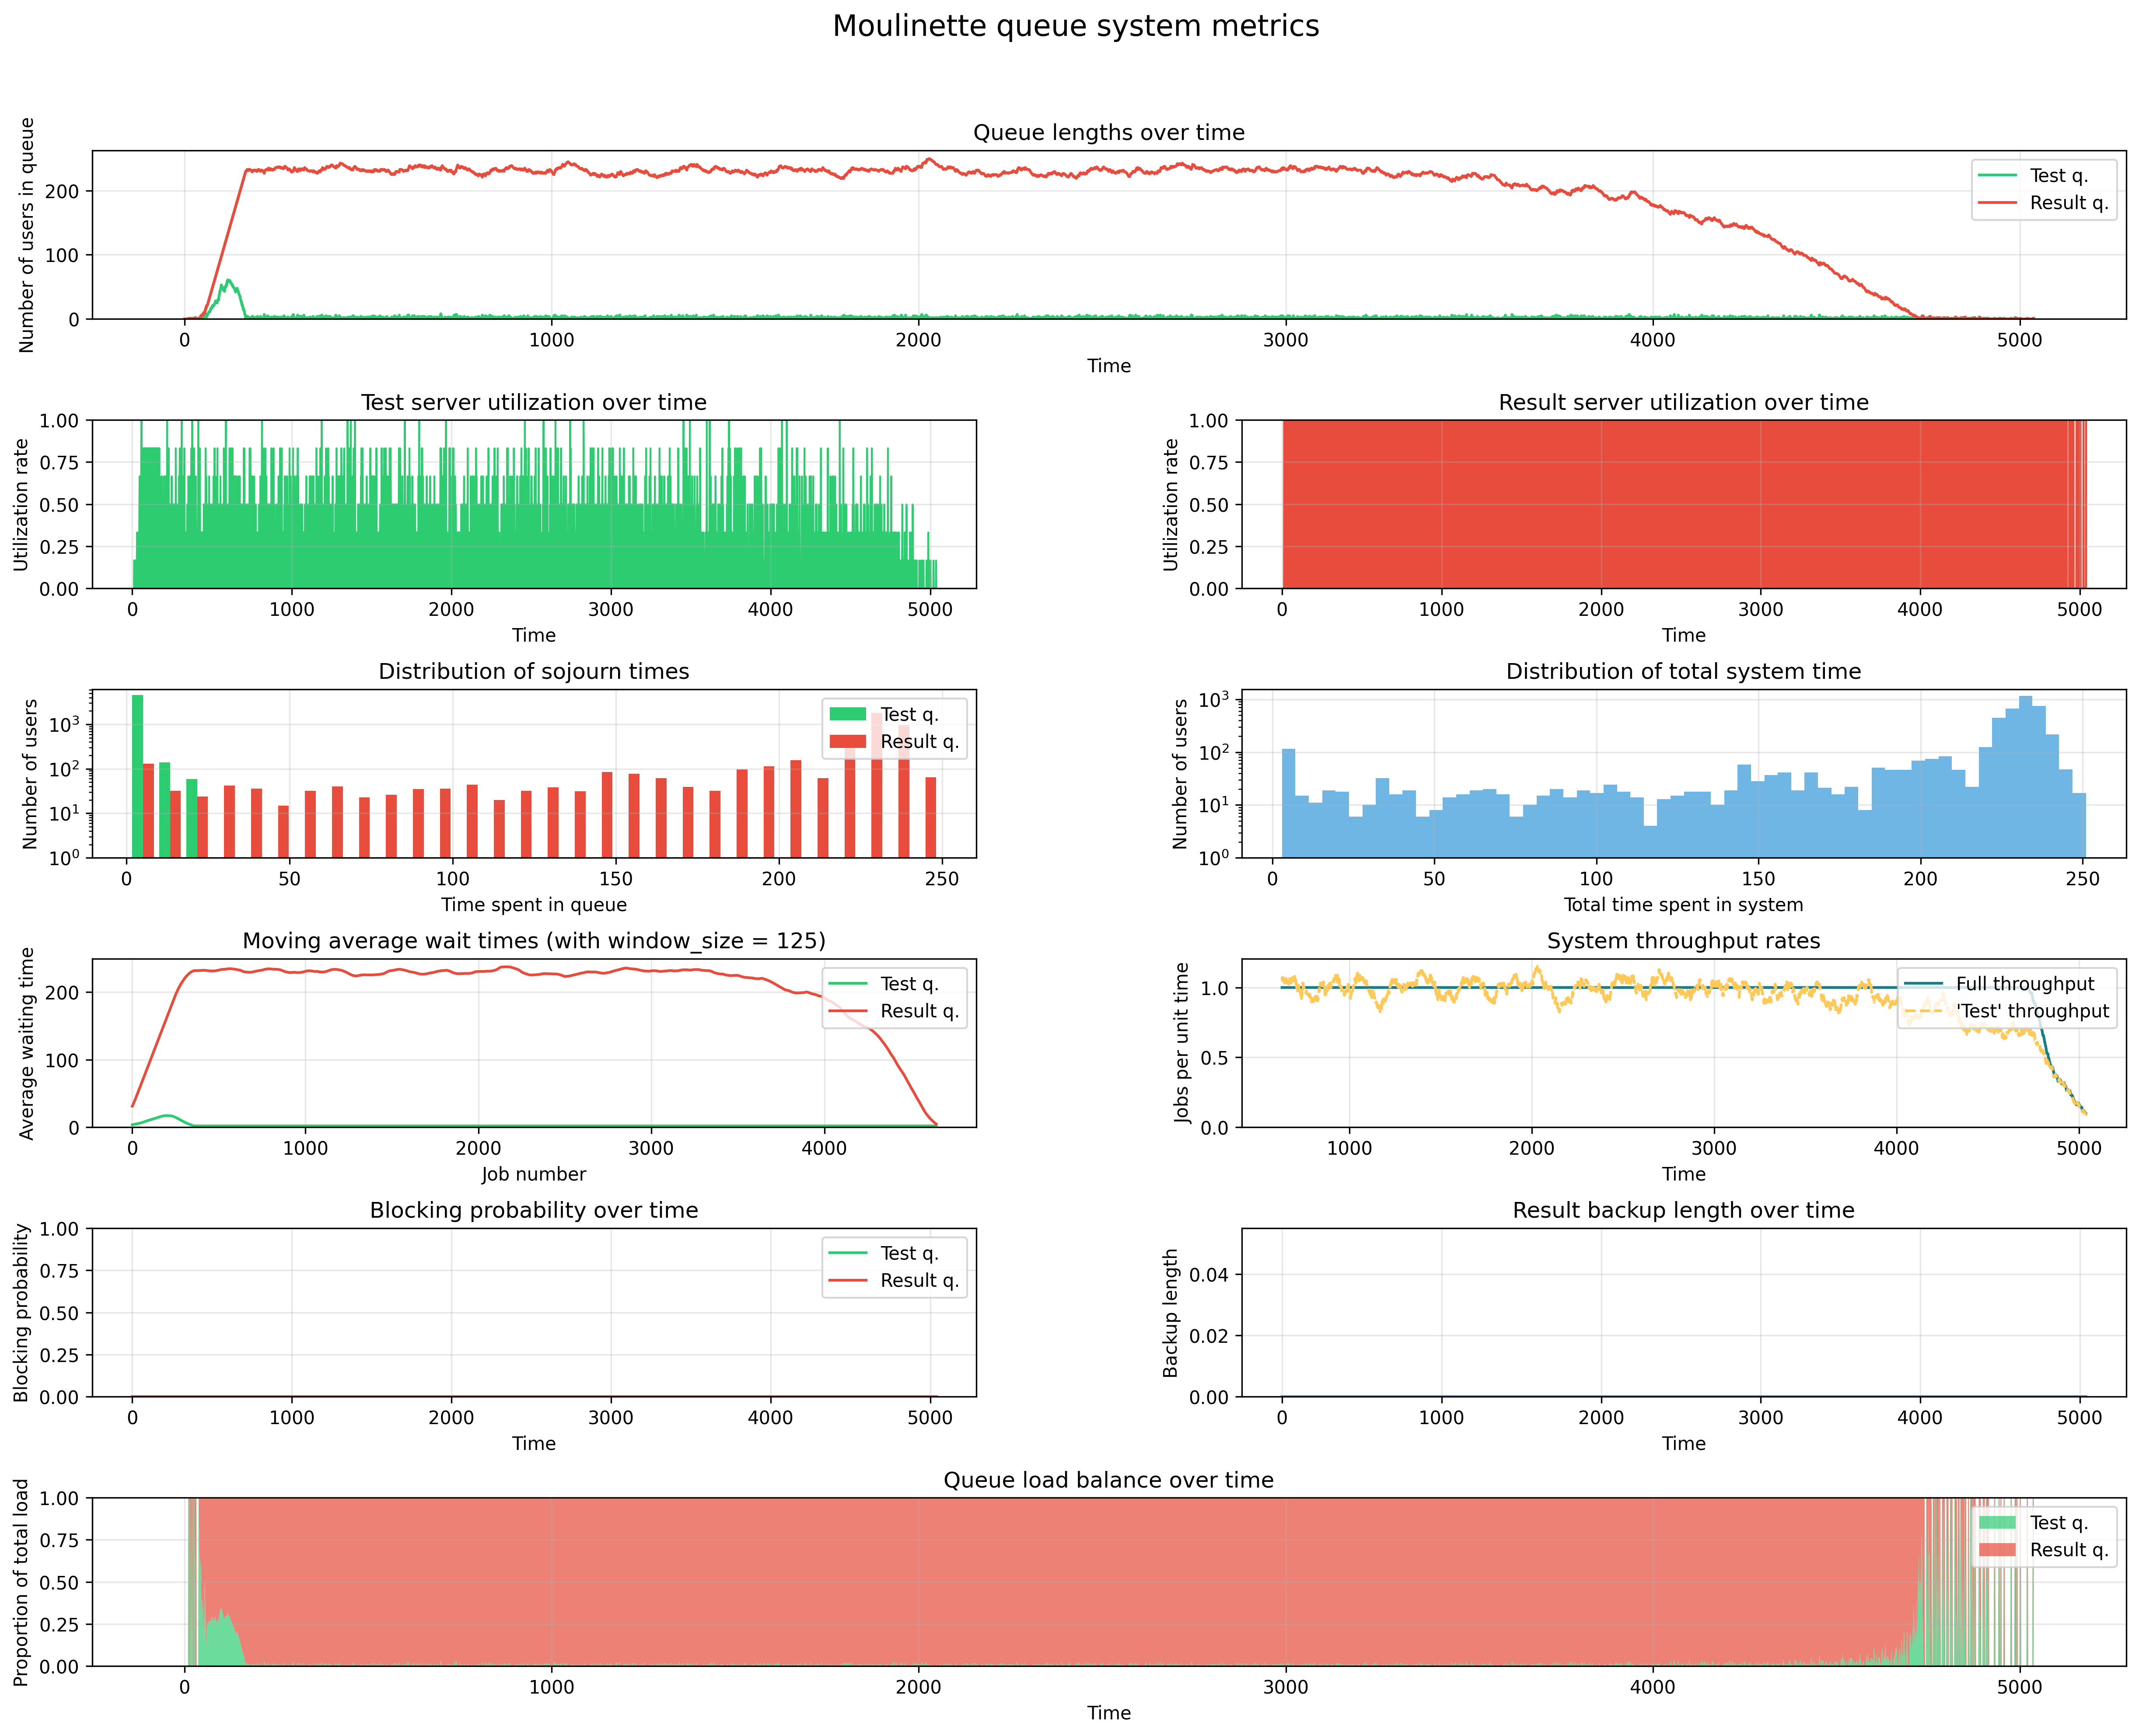 Moulinette queue system metrics
Queue lengths over time
Number of users in queue
200
100
0
Test q.
Result q.
0 1000 2000 3000 4000 5000
Time
Test server utilization over time
Utilization rate
1.00
0.75
0.50
0.25
0.00
0 1000 2000 3000 4000 5000
Time
Result server utilization over time
Utilization rate
1.00
0.75
0.50
0.25
0.00
0 1000 2000 3000 4000 5000
Time
Distribution of sojourn times
Number of users
10³
10²
10¹
10⁰
Test q.
Result q.
0 50 100 150 200 250
Time spent in queue
Distribution of total system time
Number of users
10³
10²
10¹
10⁰
0 50 100 150 200 250
Total time spent in system
Moving average wait times (with window_size = 125)
Average waiting time
200
100
0
Test q.
Result q.
0 1000 2000 3000 4000
Job number
System throughput rates
Jobs per unit time
1.0
0.5
0.0
Full throughput
'Test' throughput
1000 2000 3000 4000 5000
Time
Blocking probability over time
Blocking probability
1.00
0.75
0.50
0.25
0.00
Test q.
Result q.
0 1000 2000 3000 4000 5000
Time
Result backup length over time
Backup length
0.04
0.02
0.00
0 1000 2000 3000 4000 5000
Time
Queue load balance over time
Proportion of total load
1.00
0.75
0.50
0.25
0.00
Test q.
Result q.
0 1000 2000 3000 4000 5000
Time